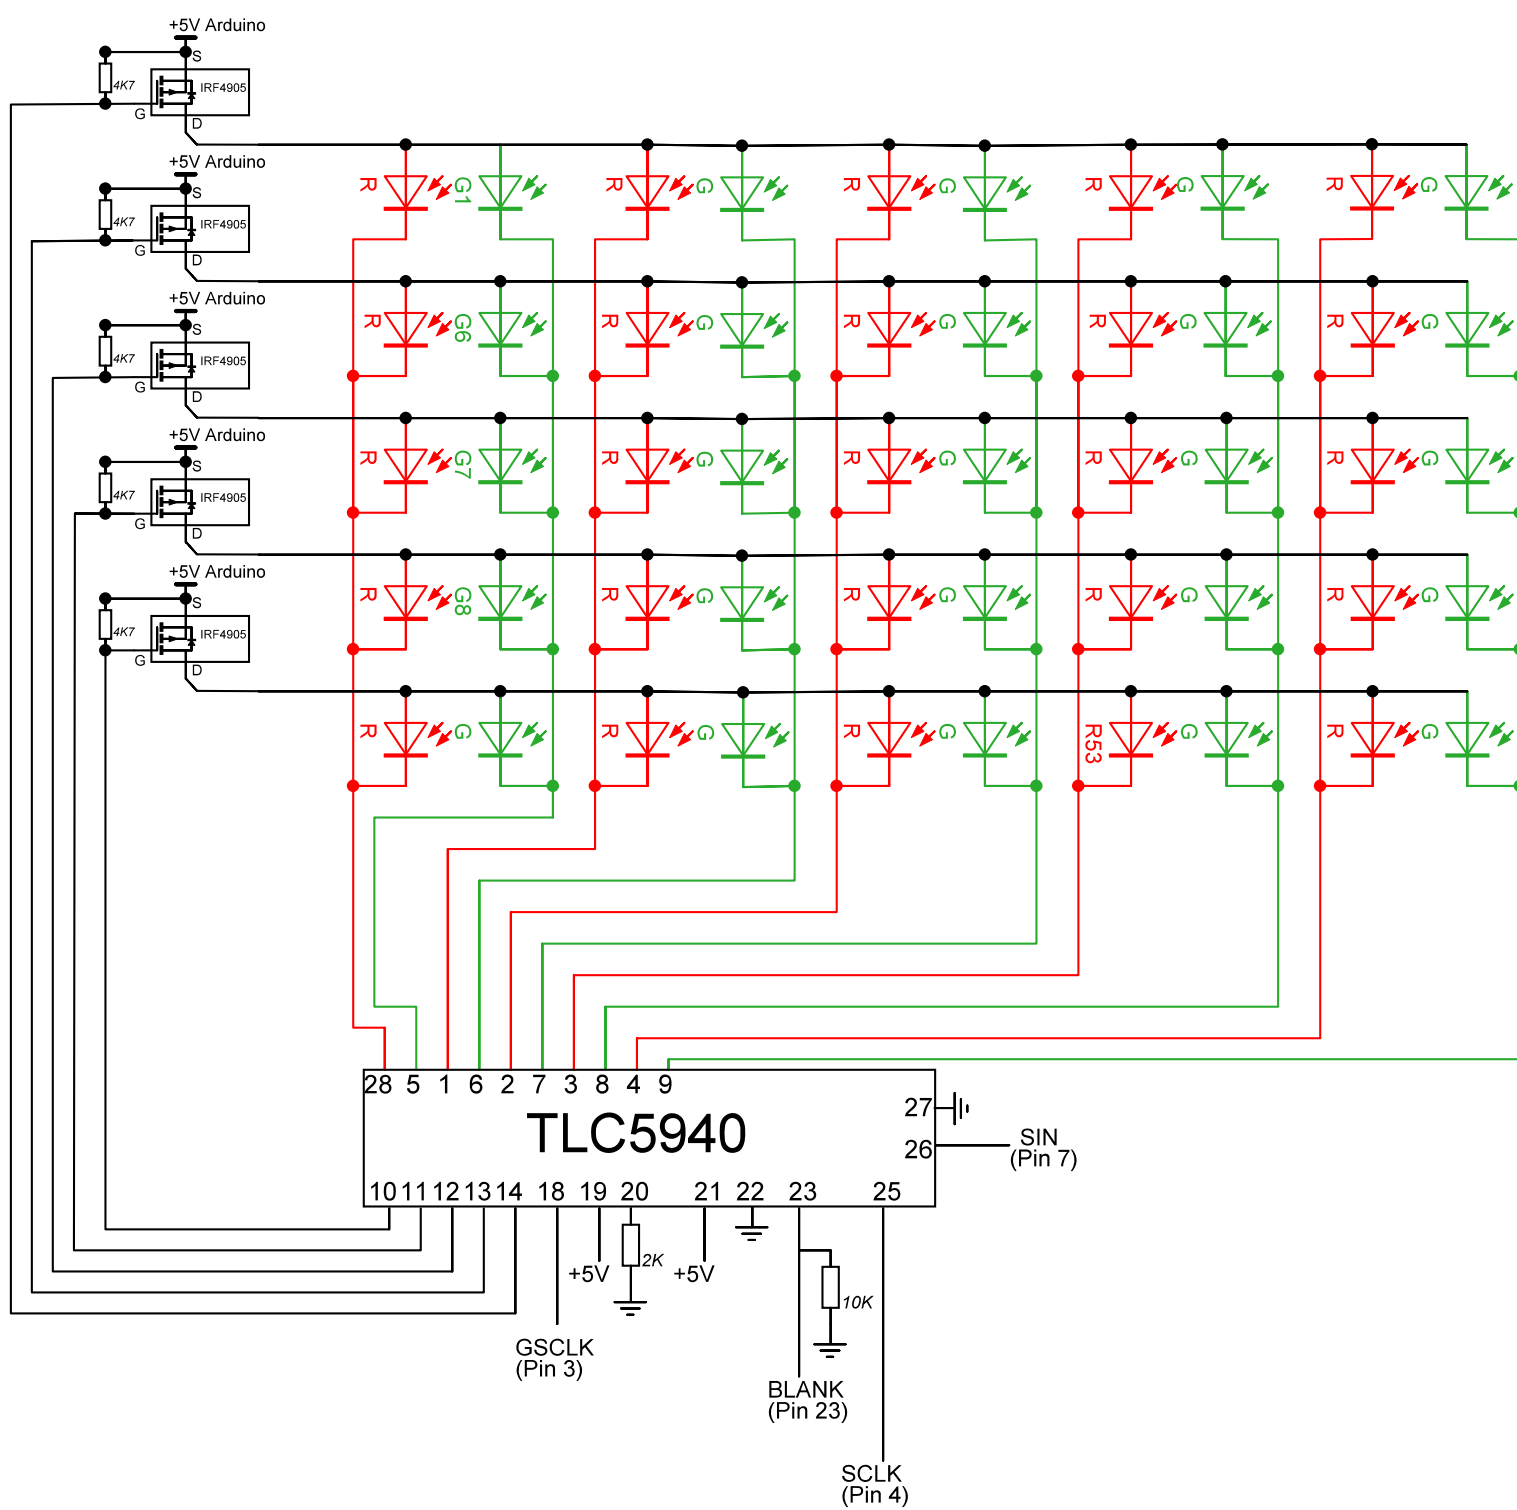 +5V Arduino
S
4K7
IRF4905
G
D
+5V Arduino
R
G1
R
G
R
G
R
G
R
G
S
4K7
IRF4905
G
D
+5V Arduino
R
G6
R
G
R
G
R
G
R
G
S
4K7
IRF4905
G
D
+5V Arduino
R
G7
R
G
R
G
R
G
R
G
S
4K7
IRF4905
G
D
+5V Arduino
R
G8
R
G
R
G
R
G
R
G
S
4K7
IRF4905
G
D
R
G
R
G
R
G
R53
G
R
G
28 5 1 6 2 7 3 8 4 9
27
TLC5940
26
SIN
(Pin 7)
10 11 12 13 14 18 19 20 21 22 23 25
2K
+5V
+5V
10K
GSCLK
(Pin 3)
BLANK
(Pin 23)
SCLK
(Pin 4)